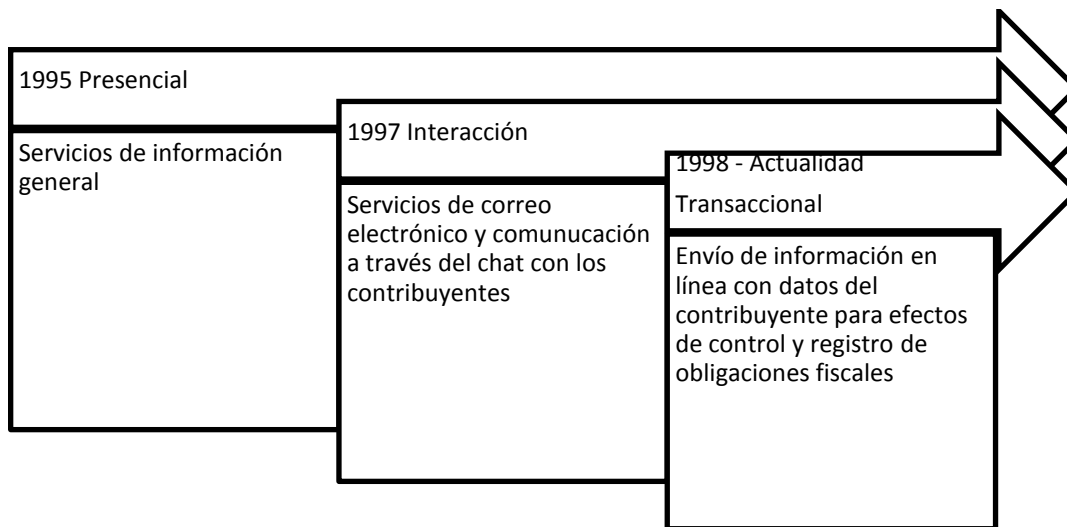 1995 Presencial
Servicios de información
general
1997 Interacción
Servicios de correo
electrónico y comunucación
a través del chat con los
contribuyentes
1998 - Actualidad
Transaccional
Envío de información en
línea con datos del
contribuyente para efectos
de control y registro de
obligaciones fiscales